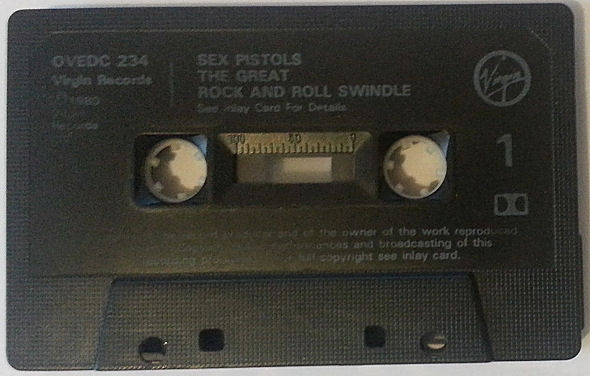 OVEDC 234
Virgin Records
1980
Records
SEX PISTOLS
THE GREAT
ROCK AND ROLL SWINDLE
See Inlay Card For Details
Virgin
100 50
1
producer and of the owner of the work reproduced
and broadcasting of this
full copyright see inlay card.